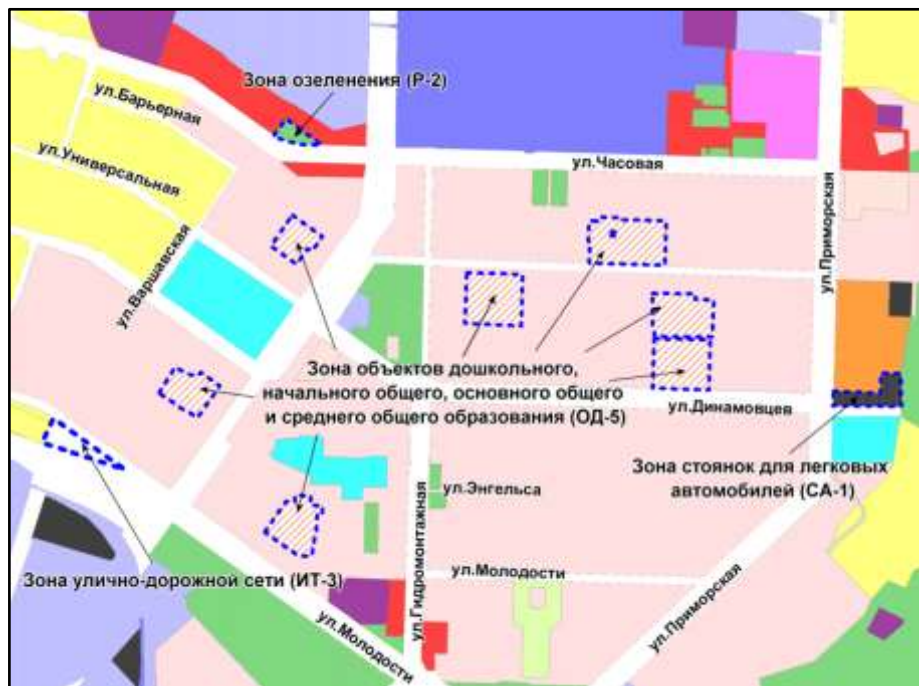 Зона озеленения (Р-2)
ул.Барьерная
ул.Универсальная
ул.Часовая
ул.Варшавская
ул.Приморская
Зона объектов дошкольного,
начального общего, основного общего
и среднего общего образования (ОД-5)
ул.Динамовцев
Зона стоянок для легковых
автомобилей (СА-1)
ул.Энгельса
ул.Гидромонтажная
ул.Молодости
Зона улично-дорожной сети (ИТ-3)
ул.Приморская
ул.Молодости